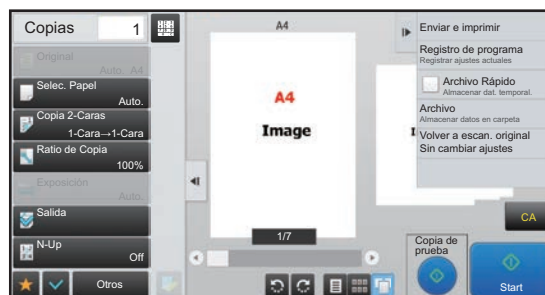 Copias 1
Original
Auto. A4
Selec. Papel
Auto.
Copia 2-Caras
1-Cara→1-Cara
Ratio de Copia
100%
Exposición
Auto.
Salida
N-Up
Off
Otros
A4
A4
Image
I
1/7
Enviar e imprimir
Registro de programa
Registrar ajustes actuales
Archivo Rápido
Almacenar dat. temporal.
Archivo
Almacenar datos en carpeta
Volver a escan. original
Sin cambiar ajustes
CA
Copia de
prueba
Start